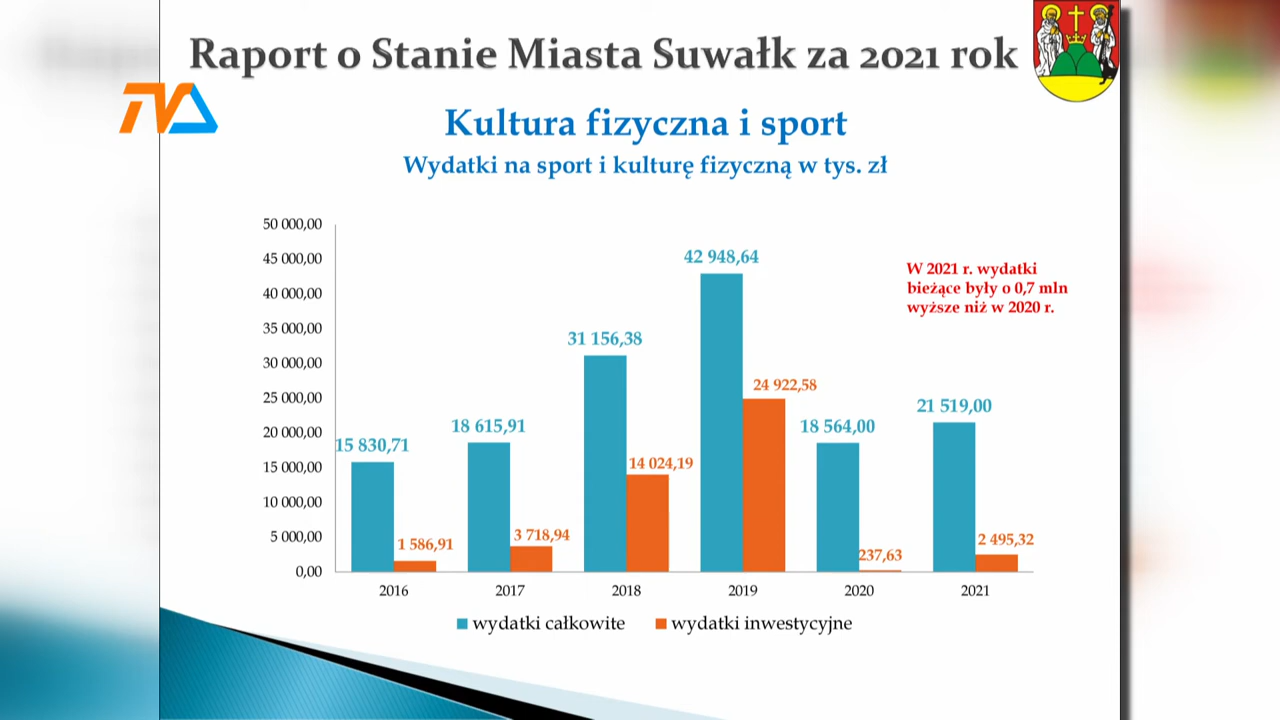 Raport o Stanie Miasta Suwałk za 2021 rok
TVA
Kultura fizyczna i sport
Wydatki na sport i kulturę fizyczną w tys. zł
50 000,00
45 000,00
40 000,00
35 000,00
30 000,00
25 000,00
20 000,00
15 000,00
10 000,00
5 000,00
0,00
15 830,71
1 586,91
18 615,91
3 718,94
31 156,38
14 024,19
42 948,64
24 922,58
18 564,00
237,63
21 519,00
2 495,32
W 2021 r. wydatki
bieżące były o 0,7 mln
wyższe niż w 2020 r.
2016 2017 2018 2019 2020 2021
wydatki całkowite wydatki inwestycyjne